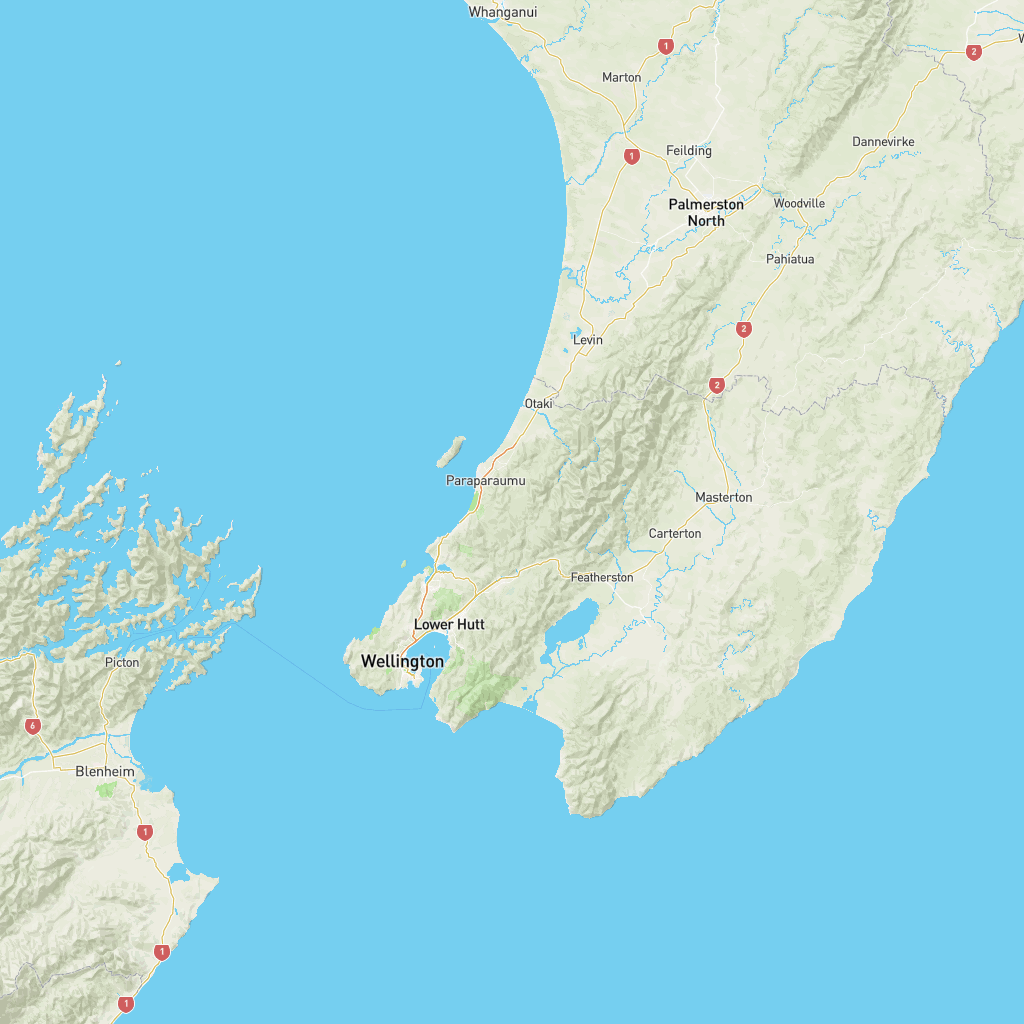 Whanganui
1
2
Marton
Dannevirke
Feilding
1
Palmerston
North
Woodville
Pahiatua
2
Levin
2
Otaki
Paraparaumu
Masterton
Carterton
Featherston
Lower Hutt
Wellington
Picton
6
Blenheim
1
1
1